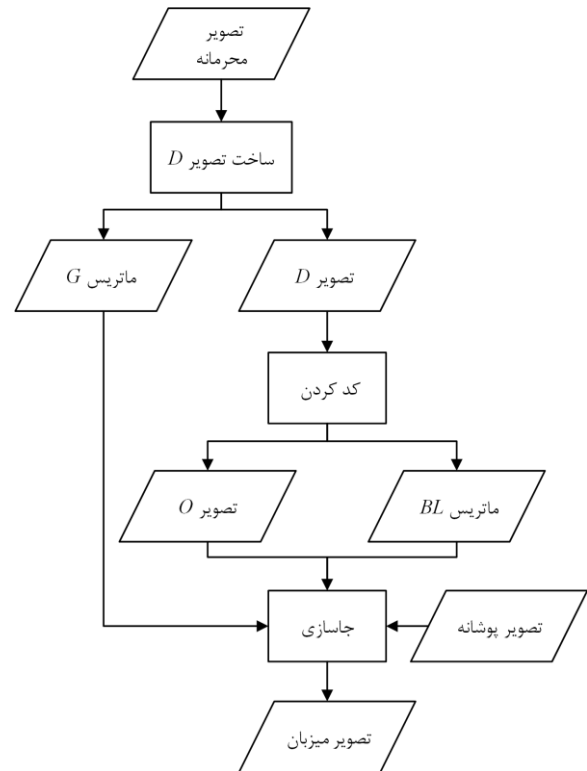 تصویر
محرمانه
ساخت تصویر D
ماتریس G
تصویر D
کد کردن
تصویر O
ماتریس BL
جاسازی
تصویر پوشانه
تصویر میزبان